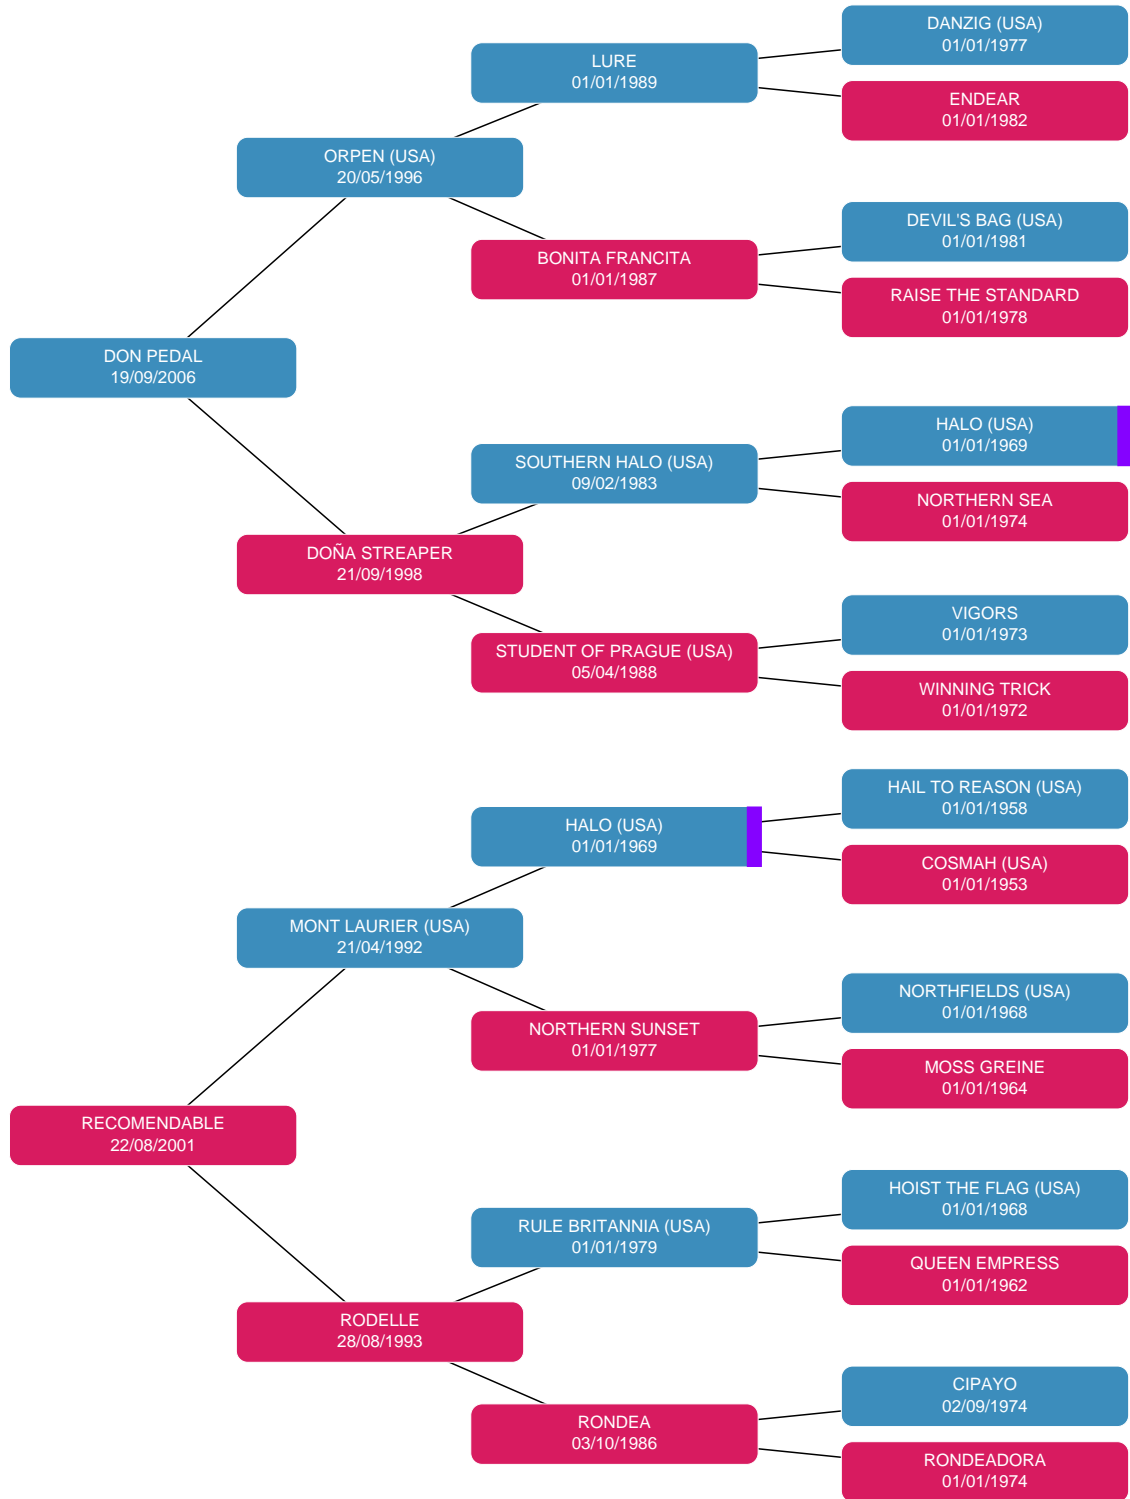 DANZIG (USA)
01/01/1977
LURE
01/01/1989
ENDEAR
01/01/1982
ORPEN (USA)
20/05/1996
DEVIL'S BAG (USA)
01/01/1981
BONITA FRANCITA
01/01/1987
RAISE THE STANDARD
01/01/1978
DON PEDAL
19/09/2006
HALO (USA)
01/01/1969
SOUTHERN HALO (USA)
09/02/1983
NORTHERN SEA
01/01/1974
DOÑA STREAPER
21/09/1998
VIGORS
01/01/1973
STUDENT OF PRAGUE (USA)
05/04/1988
WINNING TRICK
01/01/1972
HAIL TO REASON (USA)
01/01/1958
HALO (USA)
01/01/1969
COSMAH (USA)
01/01/1953
MONT LAURIER (USA)
21/04/1992
NORTHFIELDS (USA)
01/01/1968
NORTHERN SUNSET
01/01/1977
MOSS GREINE
01/01/1964
RECOMENDABLE
22/08/2001
HOIST THE FLAG (USA)
01/01/1968
RULE BRITANNIA (USA)
01/01/1979
QUEEN EMPRESS
01/01/1962
RODELLE
28/08/1993
CIPAYO
02/09/1974
RONDEA
03/10/1986
RONDEADORA
01/01/1974